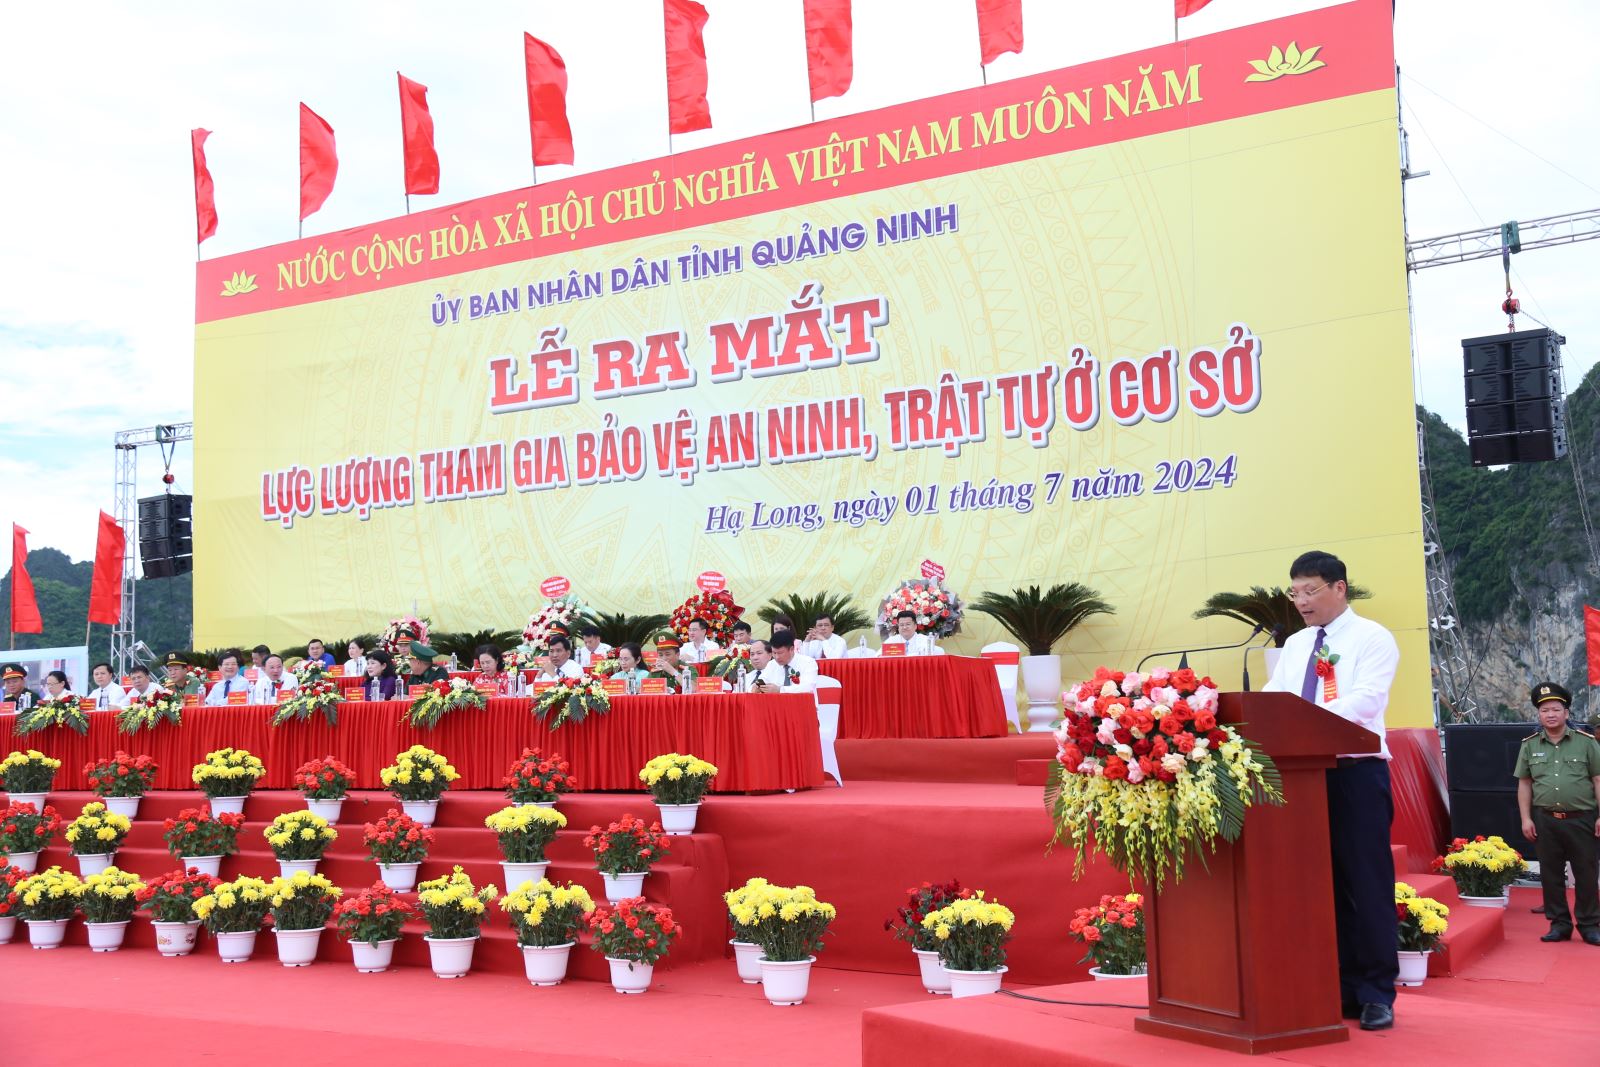 NƯỚC CỘNG HÒA XÃ HỘI CHỦ NGHĨA VIỆT NAM MUÔN NĂM
ỦY BAN NHÂN DÂN TỈNH QUẢNG NINH
LỄ RA MẮT
LỰC LƯỢNG THAM GIA BẢO VỆ AN NINH, TRẬT TỰ Ở CƠ SỞ
Hạ Long, ngày 01 tháng 7 năm 2024